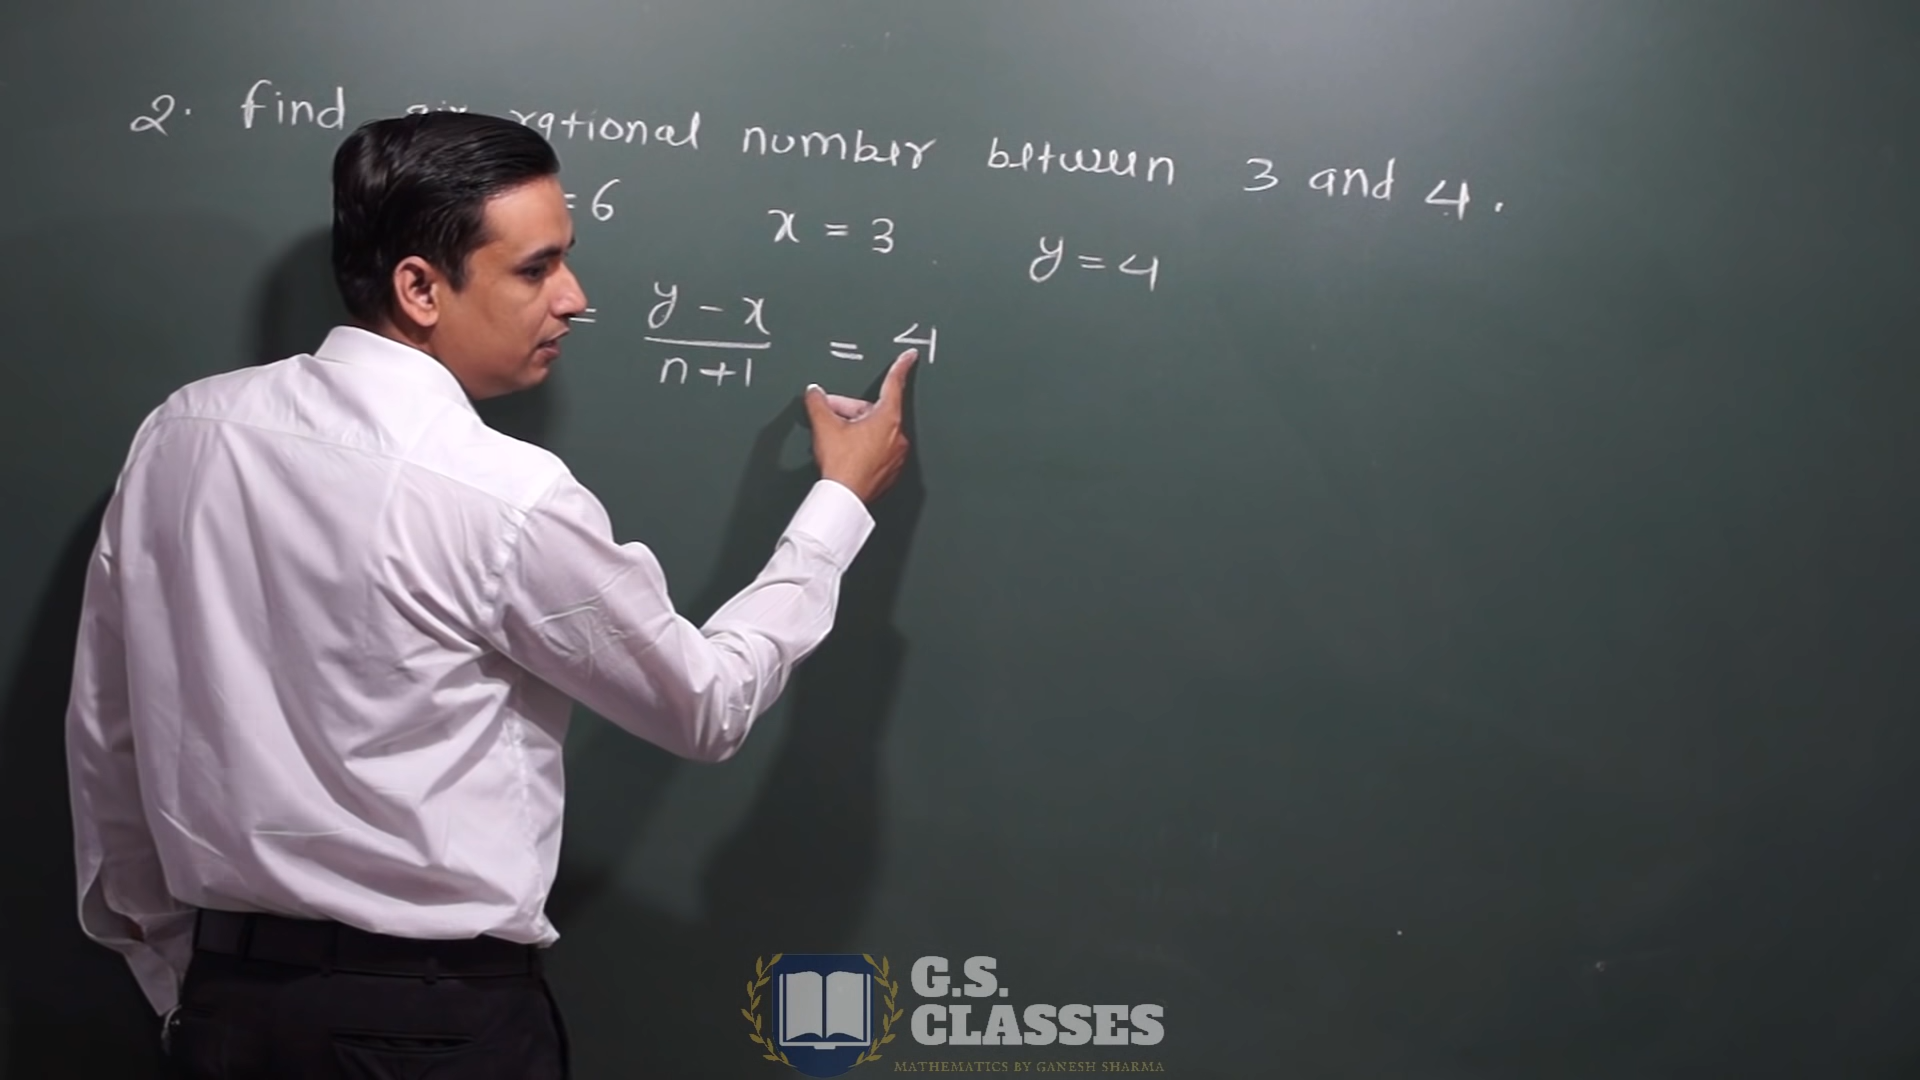 2. find rational number between 3 and 4.
= 6 x = 3 y = 4
= y - x / n + 1 = 4
G.S.
CLASSES
MATHEMATICS BY GANESH SHARMA